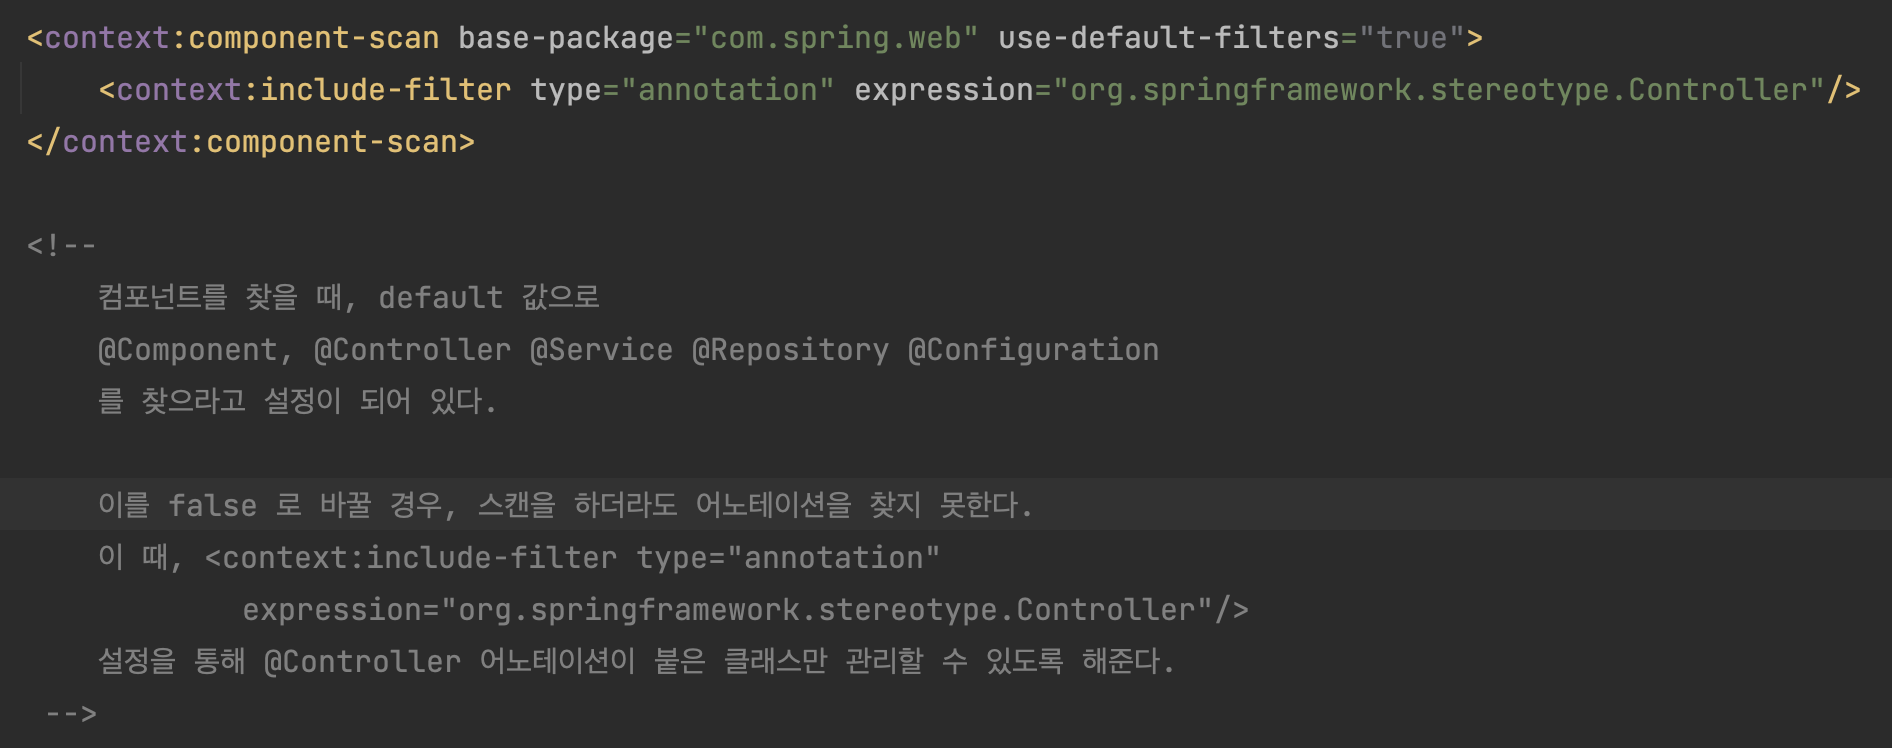 <context:component-scan base-package="com.spring.web" use-default-filters="true">
    <context:include-filter type="annotation" expression="org.springframework.stereotype.Controller"/>
</context:component-scan>
<!--
    컴포넌트를 찾을 때, default 값으로
    @Component, @Controller @Service @Repository @Configuration
    를 찾으라고 설정이 되어 있다.
    이를 false 로 바꿀 경우, 스캔을 하더라도 어노테이션을 찾지 못한다.
    이 때, <context:include-filter type="annotation"
            expression="org.springframework.stereotype.Controller"/>
    설정을 통해 @Controller 어노테이션이 붙은 클래스만 관리할 수 있도록 해준다.
 -->